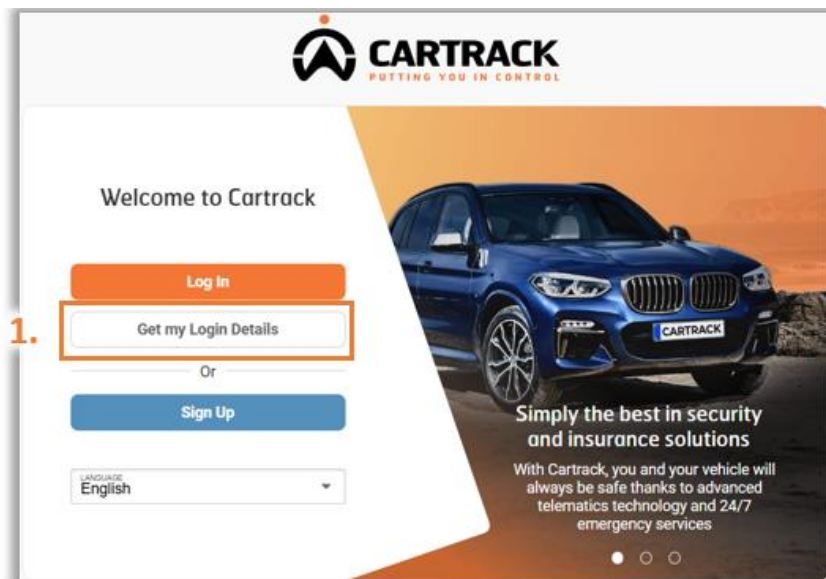 CARTRACK
PUTTING YOU IN CONTROL
Welcome to Cartrack
Log In
1.
Get my Login Details
Or
Sign Up
LANGUAGE
English
CARTRACK
Simply the best in security
and insurance solutions
With Cartrack, you and your vehicle will
always be safe thanks to advanced
telematics technology and 24/7
emergency services